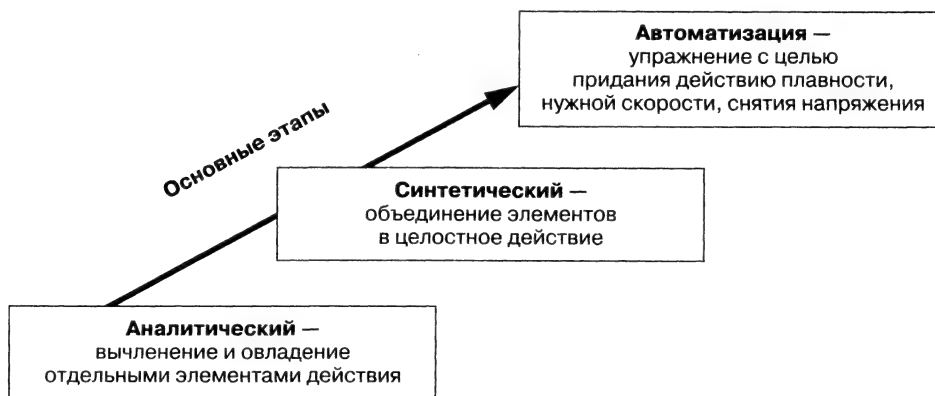 Автоматизация —
упражнение с целью
придания действию плавности,
нужной скорости, снятия напряжения
Основные этапы
Синтетический —
объединение элементов
в целостное действие
Аналитический —
вычленение и овладение
отдельными элементами действия